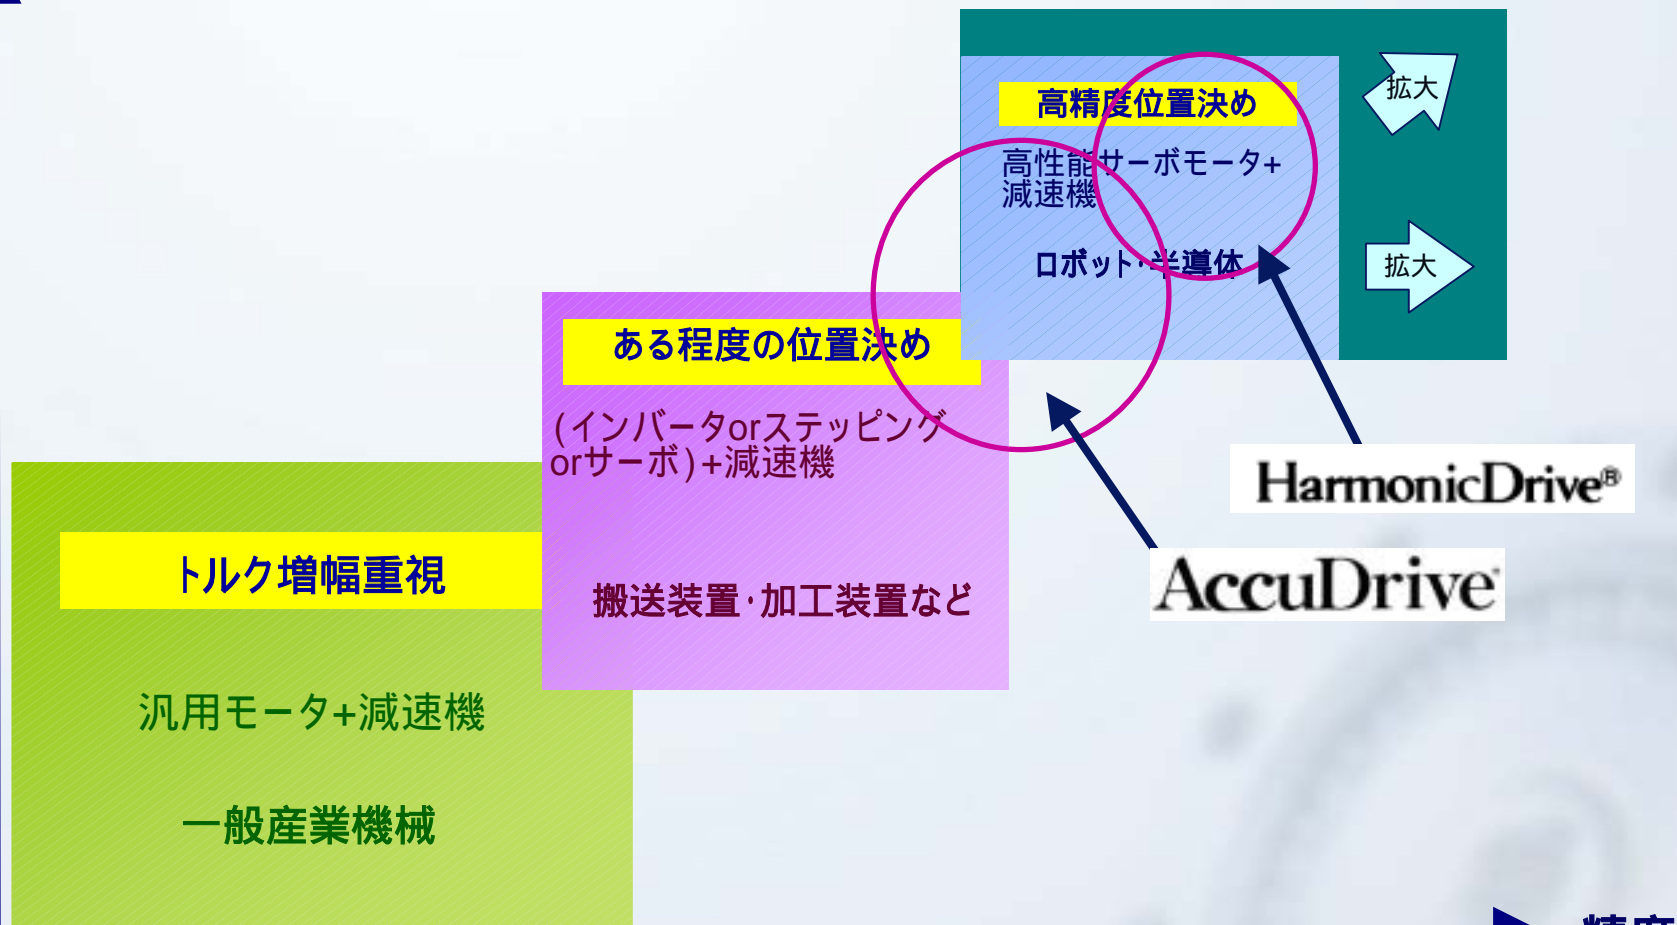 高精度位置決め
高性能サーボモータ+
減速機
ロボット・半導体
拡大
拡大
ある程度の位置決め
(インバータorステッピング
orサーボ)+減速機
搬送装置・加工装置など
HarmonicDrive®
AccuDrive
トルク増幅重視
汎用モータ+減速機
一般産業機械
精度